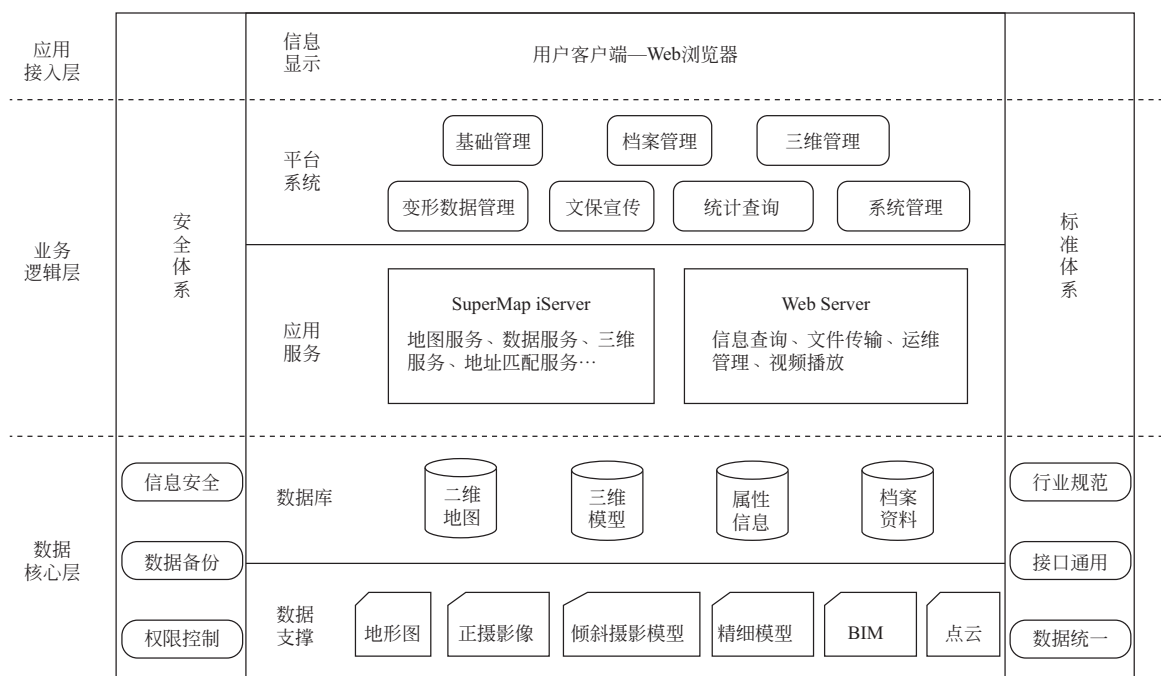 应用
接入层
信息
显示
用户客户端—Web浏览器
业务
逻辑层
安
全
体
系
平台
系统
基础管理
档案管理
三维管理
变形数据管理
文保宣传
统计查询
系统管理
应用
服务
SuperMap iServer
地图服务、数据服务、三维
服务、地址匹配服务…
Web Server
信息查询、文件传输、运维
管理、视频播放
标
准
体
系
数据
核心层
信息安全
数据备份
权限控制
数据库
二维
地图
三维
模型
属性
信息
档案
资料
数据
支撑
地形图
正摄影像
倾斜摄影模型
精细模型
BIM
点云
行业规范
接口通用
数据统一